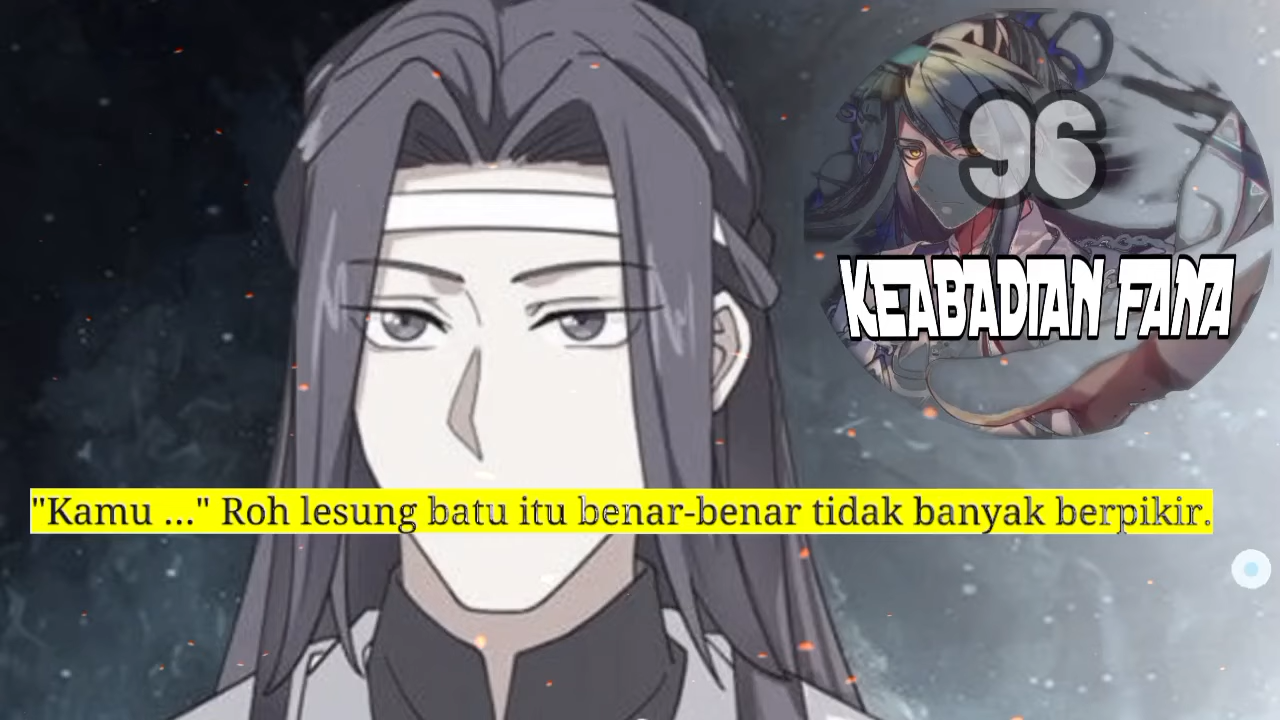 96
KEABADIAN FANA
"Kamu ..." Roh lesung batu itu benar-benar tidak banyak berpikir.